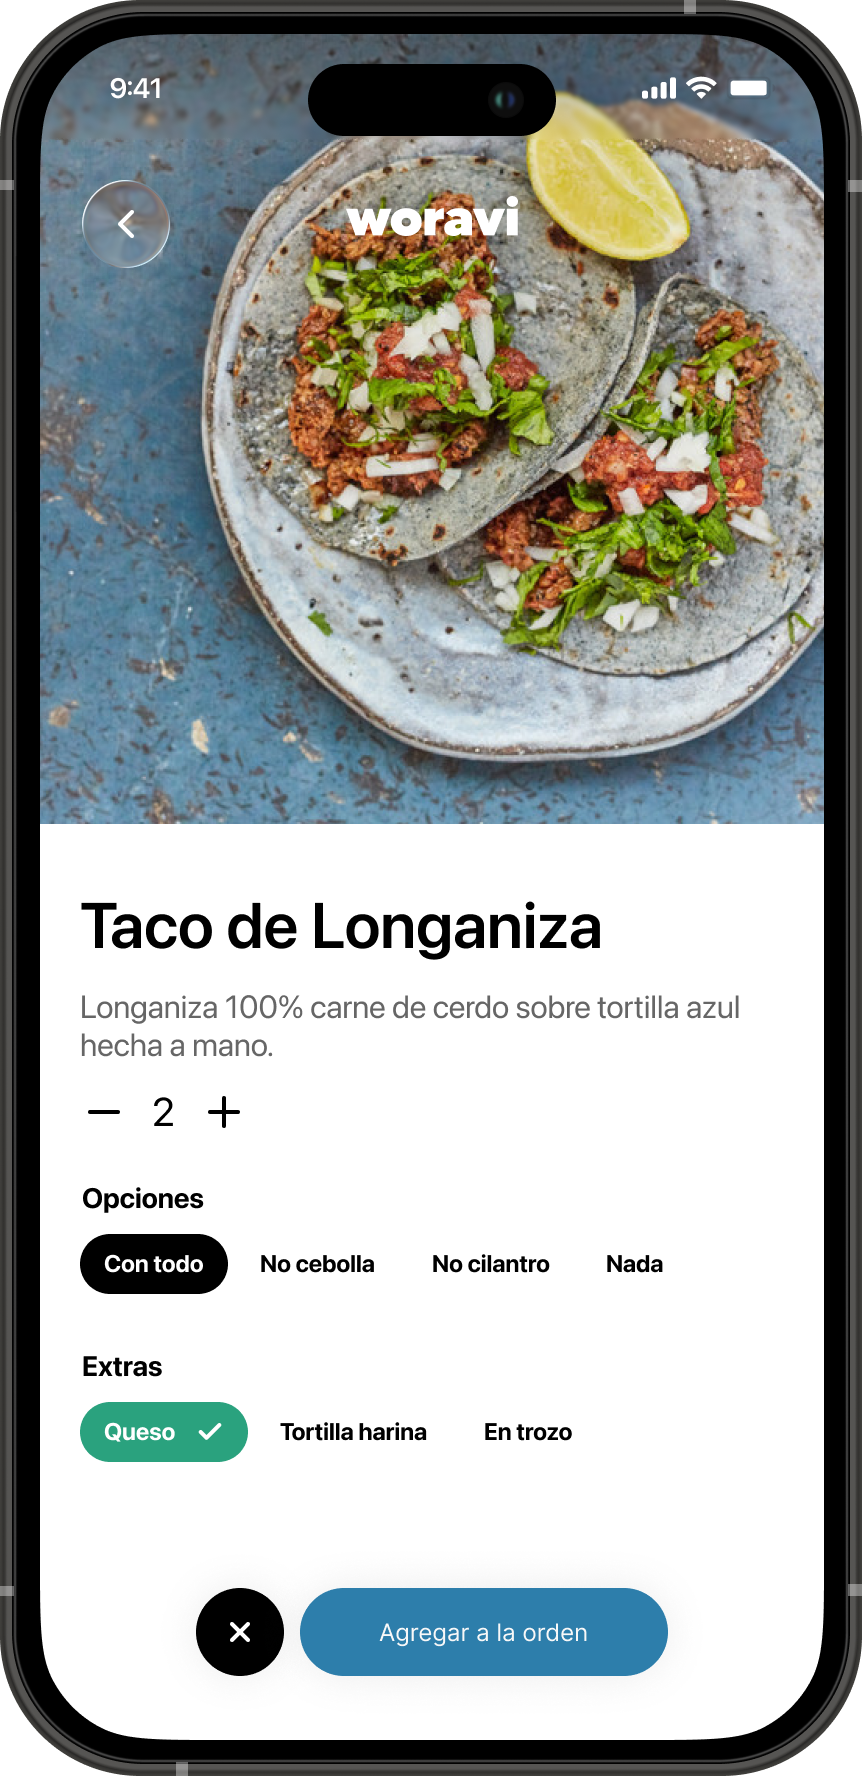 9:41
woravi
Taco de Longaniza
Longaniza 100% carne de cerdo sobre tortilla azul
hecha a mano.
2
Opciones
Con todo No cebolla No cilantro Nada
Extras
Queso Tortilla harina En trozo
Agregar a la orden